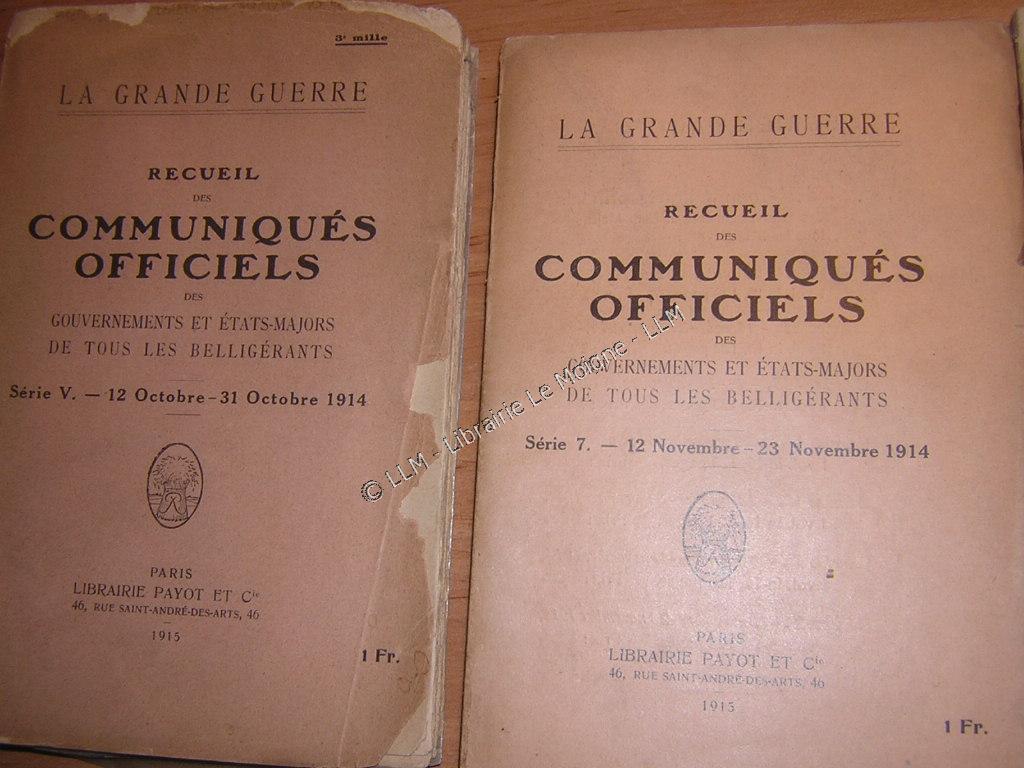 3e mille
LA GRANDE GUERRE
RECUEIL
DES
COMMUNIQUÉS
OFFICIELS
DES
GOUVERNEMENTS ET ÉTATS-MAJORS
DE TOUS LES BELLIGÉRANTS
Série V. — 12 Octobre-31 Octobre 1914
PARIS
LIBRAIRIE PAYOT ET Cie
46, RUE SAINT-ANDRÉ-DES-ARTS, 46
1915
1 Fr.
LA GRANDE GUERRE
RECUEIL
DES
COMMUNIQUÉS
OFFICIELS
DES
GOUVERNEMENTS ET ÉTATS-MAJORS
DE TOUS LES BELLIGÉRANTS
Série 7. — 12 Novembre-23 Novembre 1914
PARIS
LIBRAIRIE PAYOT ET Cie
46, RUE SAINT-ANDRÉ-DES-ARTS, 46
1915
1 Fr.
© LLM - Librairie Le Moigne - LLM